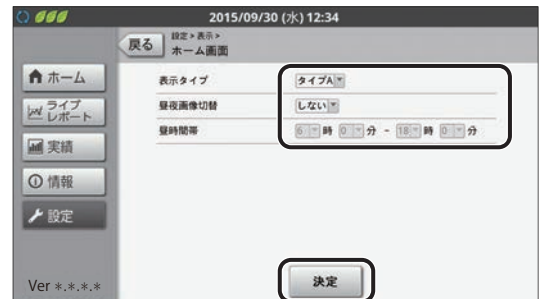 2015/09/30 (水) 12:34
戻る
設定 > 表示 >
ホーム画面
ホーム
ライブ
レポート
実績
情報
設定
Ver *.*.*.*
表示タイプ タイプA
昼夜画像切替 しない
昼時間帯 6 時 0 分 - 18 時 0 分
決定